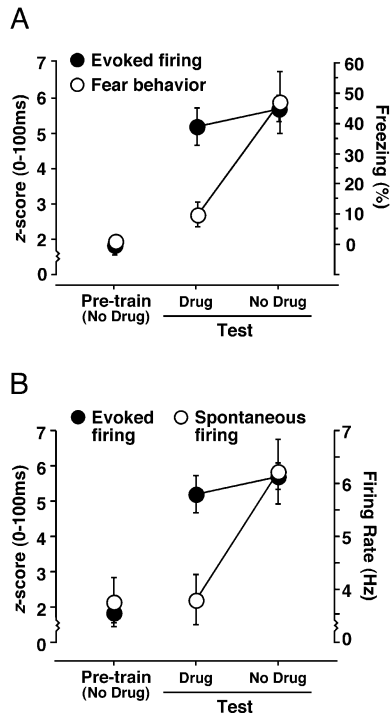 A
Evoked firing
Fear behavior
z-score (0-100ms)
7
6
5
4
3
2
0
60
50
40
30
20
10
0
Freezing (%)
Pre-train
(No Drug)
Drug
No Drug
Test
B
Evoked
firing
Spontaneous
firing
z-score (0-100ms)
7
6
5
4
3
2
0
7
6
5
4
0
Firing Rate (Hz)
Pre-train
(No Drug)
Drug
No Drug
Test